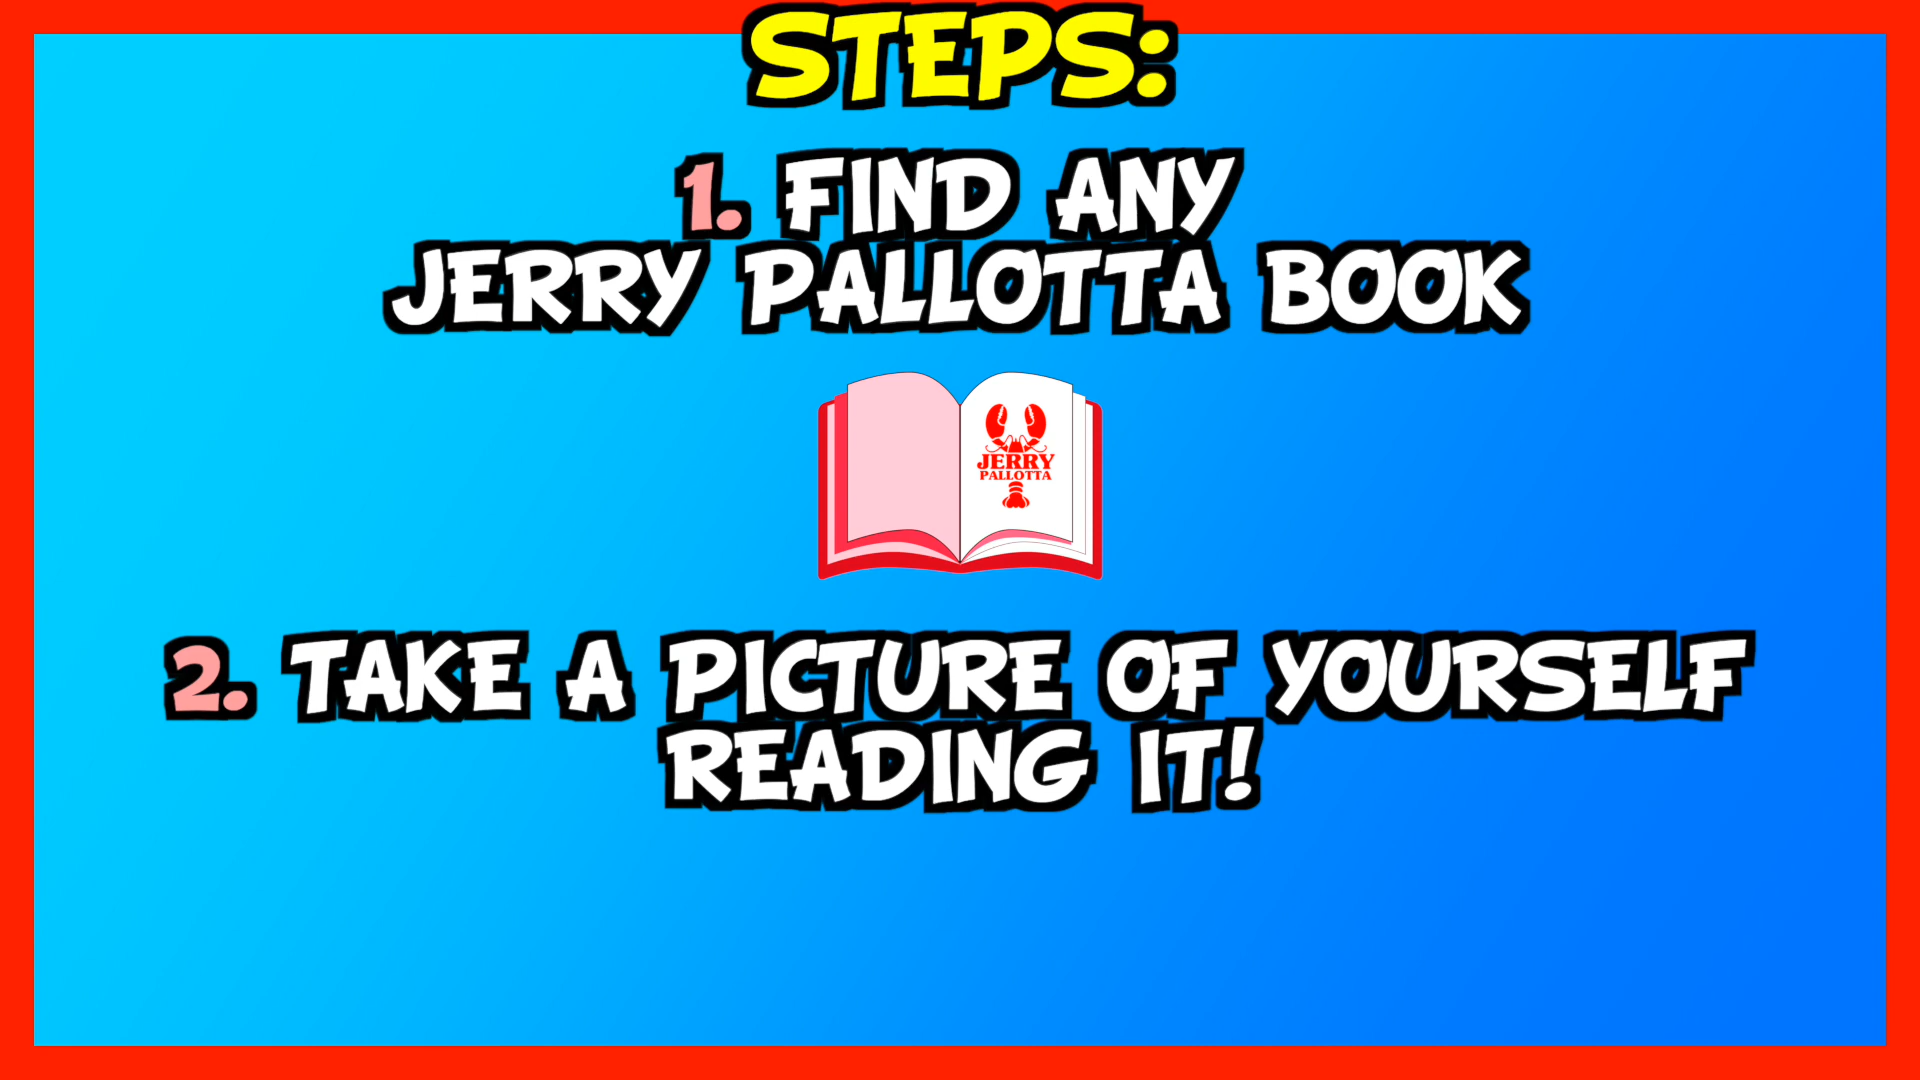 STEPS:
1. FIND ANY
JERRY PALLOTTA BOOK
JERRY
PALLOTTA
2. TAKE A PICTURE OF YOURSELF
READING IT!